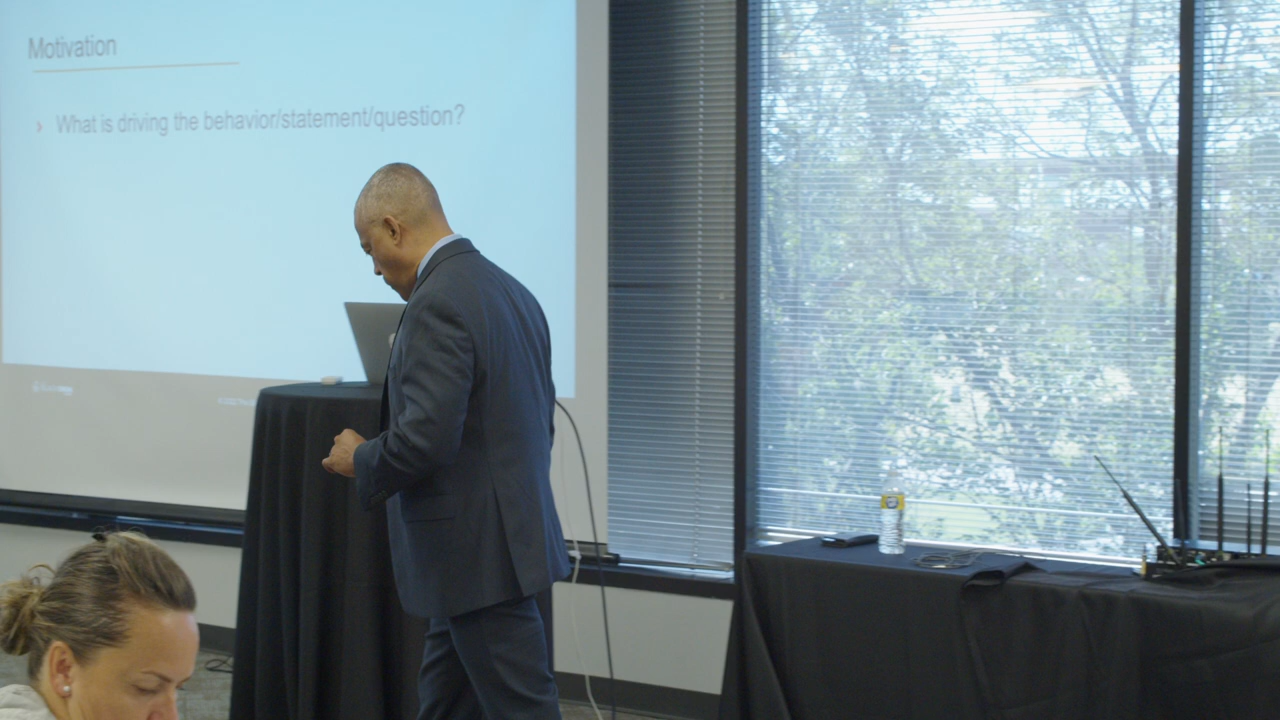 Motivation
› What is driving the behavior/statement/question?